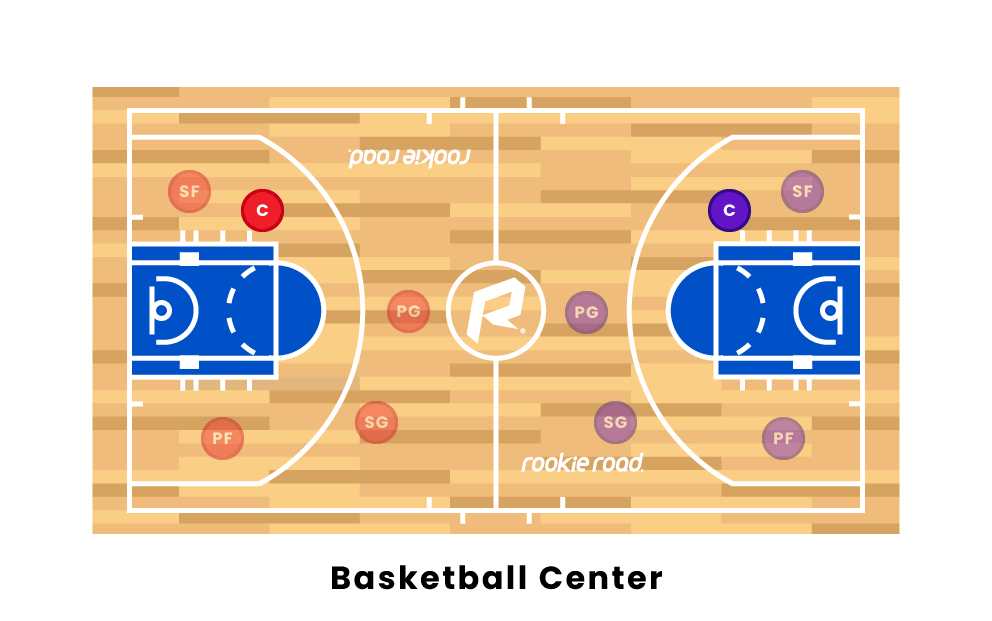 rookie road
SF
C
C
SF
PG
R
PG
SG
SG
PF
PF
rookie road
Basketball Center